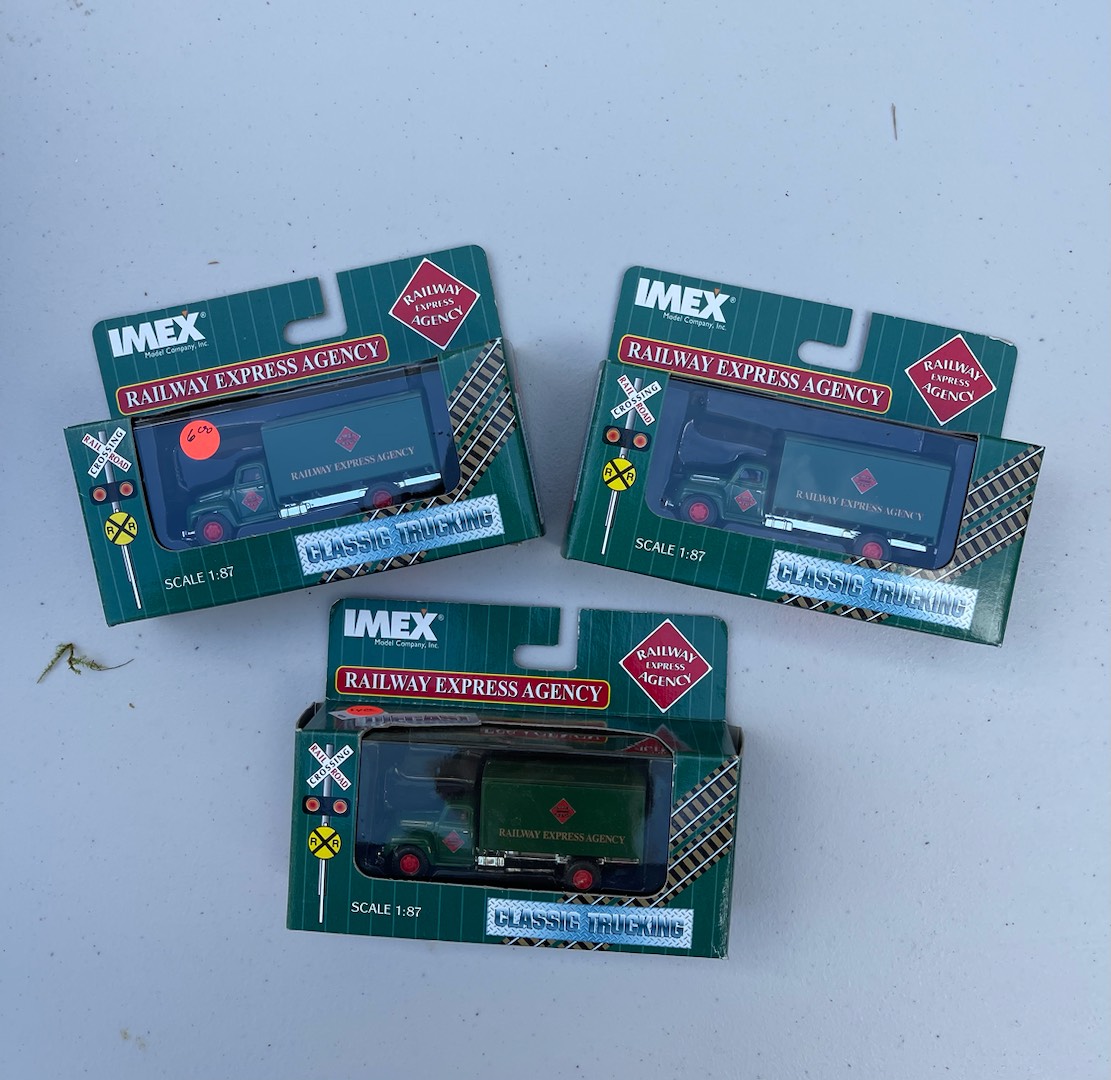 IMEX®
Model Company, Inc.
RAILWAY
EXPRESS
AGENCY
RAILWAY EXPRESS AGENCY
6.00
RAIL ROAD
CROSSING
R R
RAILWAY EXPRESS AGENCY
SCALE 1:87
CLASSIC TRUCKING
IMEX®
Model Company, Inc.
RAILWAY
EXPRESS
AGENCY
RAILWAY EXPRESS AGENCY
RAIL ROAD
CROSSING
R R
RAILWAY EXPRESS AGENCY
SCALE 1:87
CLASSIC TRUCKING
IMEX®
Model Company, Inc.
RAILWAY
EXPRESS
AGENCY
RAILWAY EXPRESS AGENCY
RAIL ROAD
CROSSING
R R
RAILWAY EXPRESS AGENCY
SCALE 1:87
CLASSIC TRUCKING